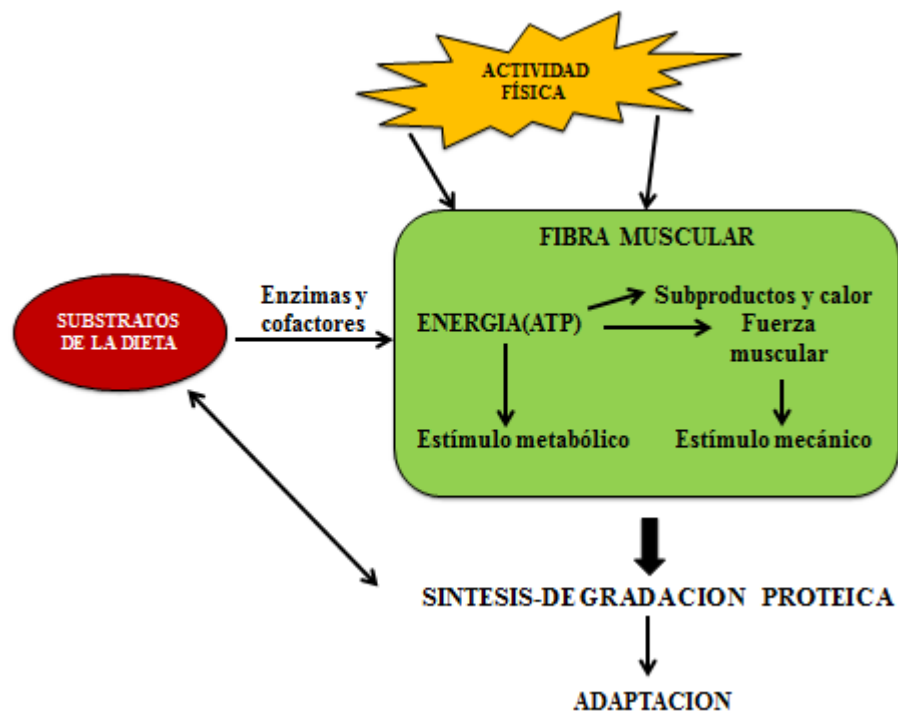 ACTIVIDAD
FÍSICA
FIBRA MUSCULAR
Enzimas y
cofactores
SUBSTRATOS
DE LA DIETA
ENERGIA(ATP)
Subproductos y calor
Fuerza
muscular
Estímulo metabólico
Estímulo mecánico
SINTESIS-DEGRADACION PROTEICA
ADAPTACION